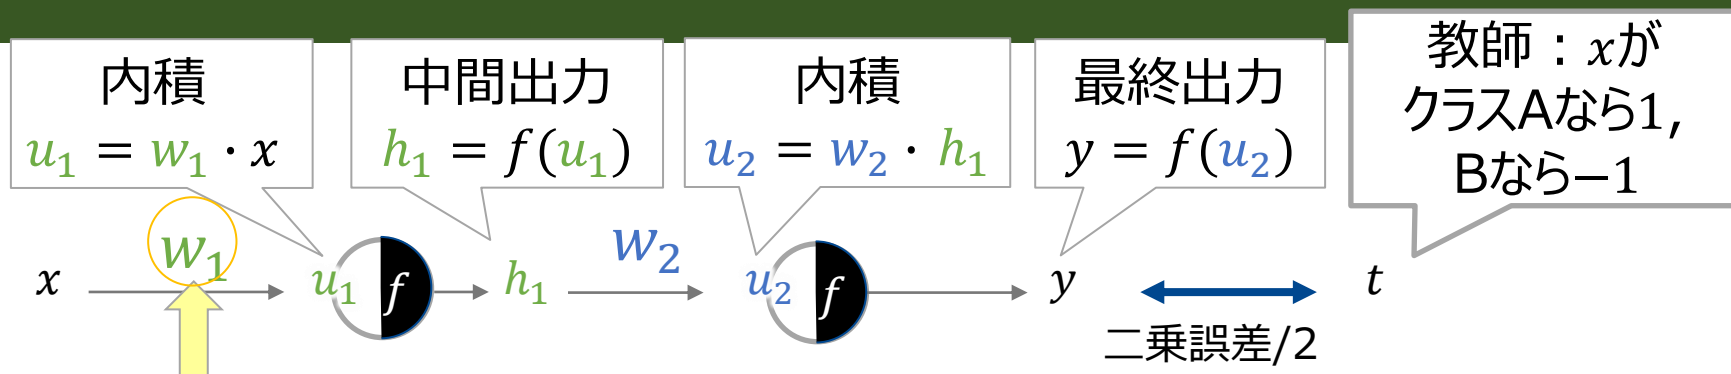 内積
u₁ = w₁ · x
中間出力
h₁ = f(u₁)
内積
u₂ = w₂ · h₁
最終出力
y = f(u₂)
教師：xが
クラスAなら1,
Bなら−1
x
w₁
u₁
f
h₁
w₂
u₂
f
y
t
二乗誤差/2